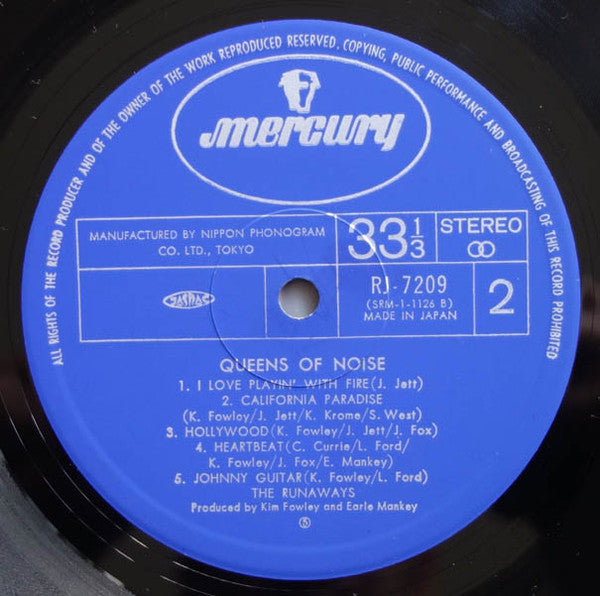 ALL RIGHTS OF THE RECORD PRODUCER AND OF THE OWNER OF THE WORK REPRODUCED RESERVED. COPYING, PUBLIC PERFORMANCE AND BROADCASTING OF THIS RECORD PROHIBITED
mercury
MANUFACTURED BY NIPPON PHONOGRAM
CO. LTD., TOKYO
33 1/3
STEREO
JASRAC
RJ-7209
(SRM-1-1126 B)
MADE IN JAPAN
2
QUEENS OF NOISE
1. I LOVE PLAYIN' WITH FIRE (J. Jett)
2. CALIFORNIA PARADISE
(K. Fowley/J. Jett/K. Krome/S. West)
3. HOLLYWOOD (K. Fowley/J. Jett/J. Fox)
4. HEARTBEAT (C. Currie/L. Ford/
K. Fowley/J. Fox/E. Mankey)
5. JOHNNY GUITAR (K. Fowley/L. Ford)
THE RUNAWAYS
Produced by Kim Fowley and Earle Mankey